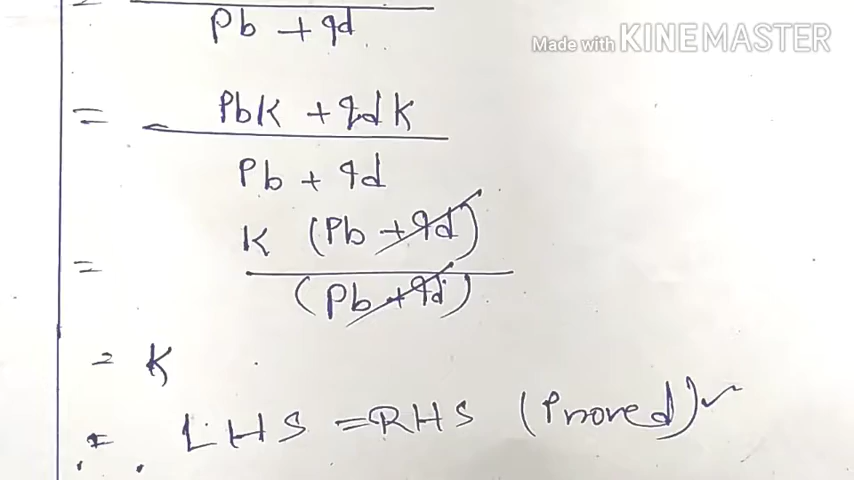 =
Pb + qd
Made with KINEMASTER
= PbK + qdK
Pb + qd
= K (Pb + qd)
(Pb + qd)
= K
∴ LHS = RHS (Proved)